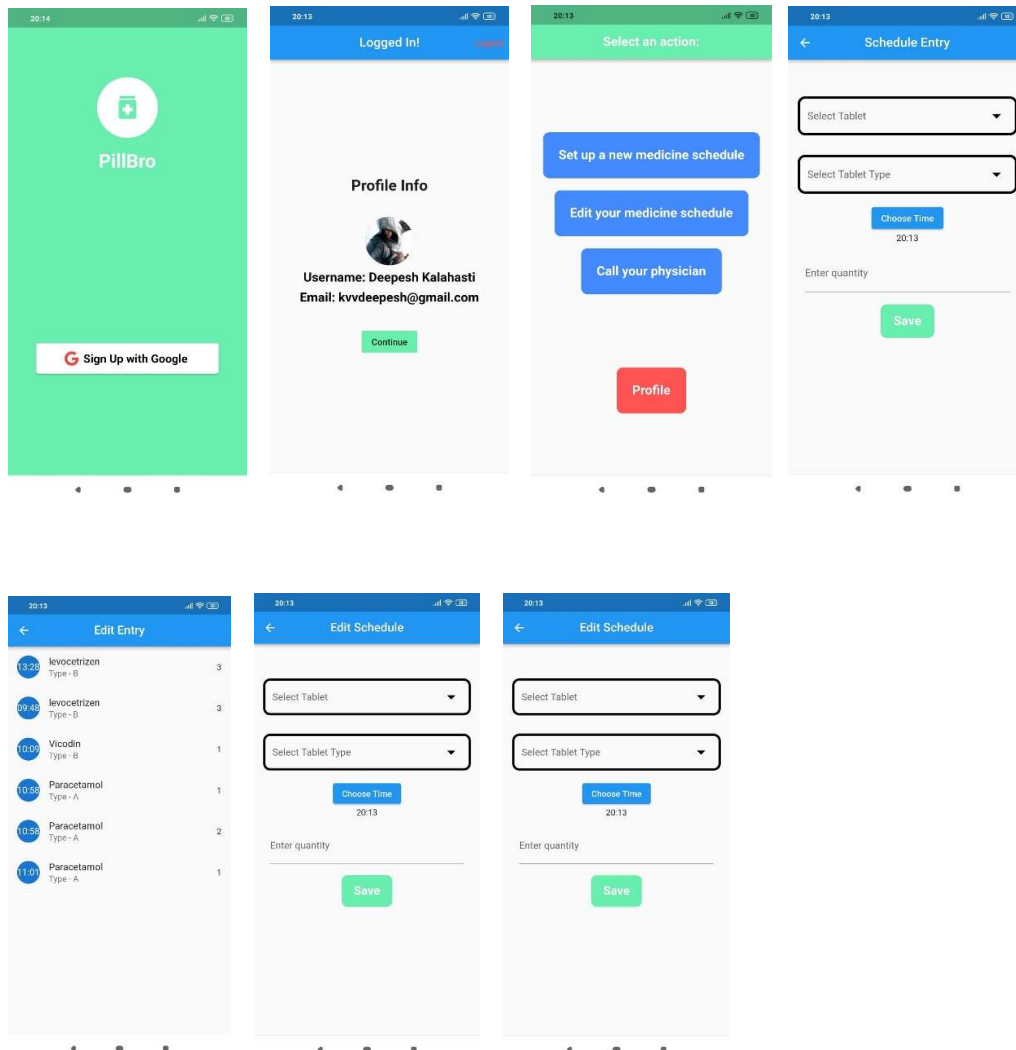 20:14
PillBro
G Sign Up with Google
20:13
Logged In!
Profile Info
Username: Deepesh Kalahasti
Email: kvvdeepesh@gmail.com
Continue
20:13
Select an action:
Set up a new medicine schedule
Edit your medicine schedule
Call your physician
Profile
20:13
Schedule Entry
Select Tablet
Select Tablet Type
Choose Time
20:13
Enter quantity
Save
20:13
Edit Entry
13:28 levocetrizen 3
Type - B
09:48 levocetrizen 3
Type - B
10:09 Vicodin 1
Type - B
10:58 Paracetamol 1
Type - A
10:58 Paracetamol 2
Type - A
11:01 Paracetamol 1
Type - A
20:13
Edit Schedule
Select Tablet
Select Tablet Type
Choose Time
20:13
Enter quantity
Save
20:13
Edit Schedule
Select Tablet
Select Tablet Type
Choose Time
20:13
Enter quantity
Save